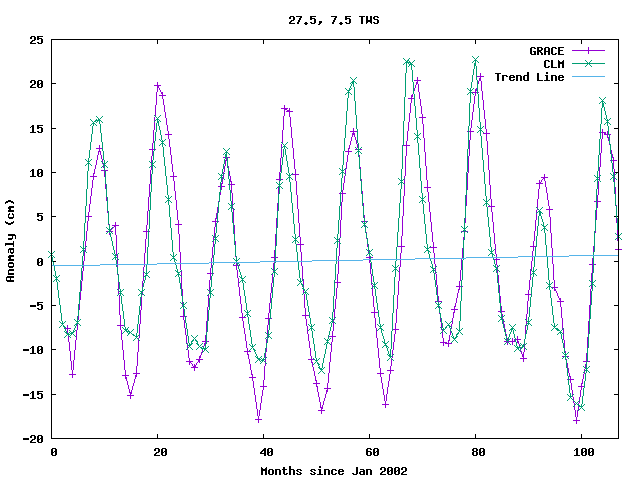 27.5, 7.5 TWS
GRACE
CLM
Trend Line
25
20
15
10
5
0
-5
-10
-15
-20
Anomaly (cm)
0 20 40 60 80 100
Months since Jan 2002